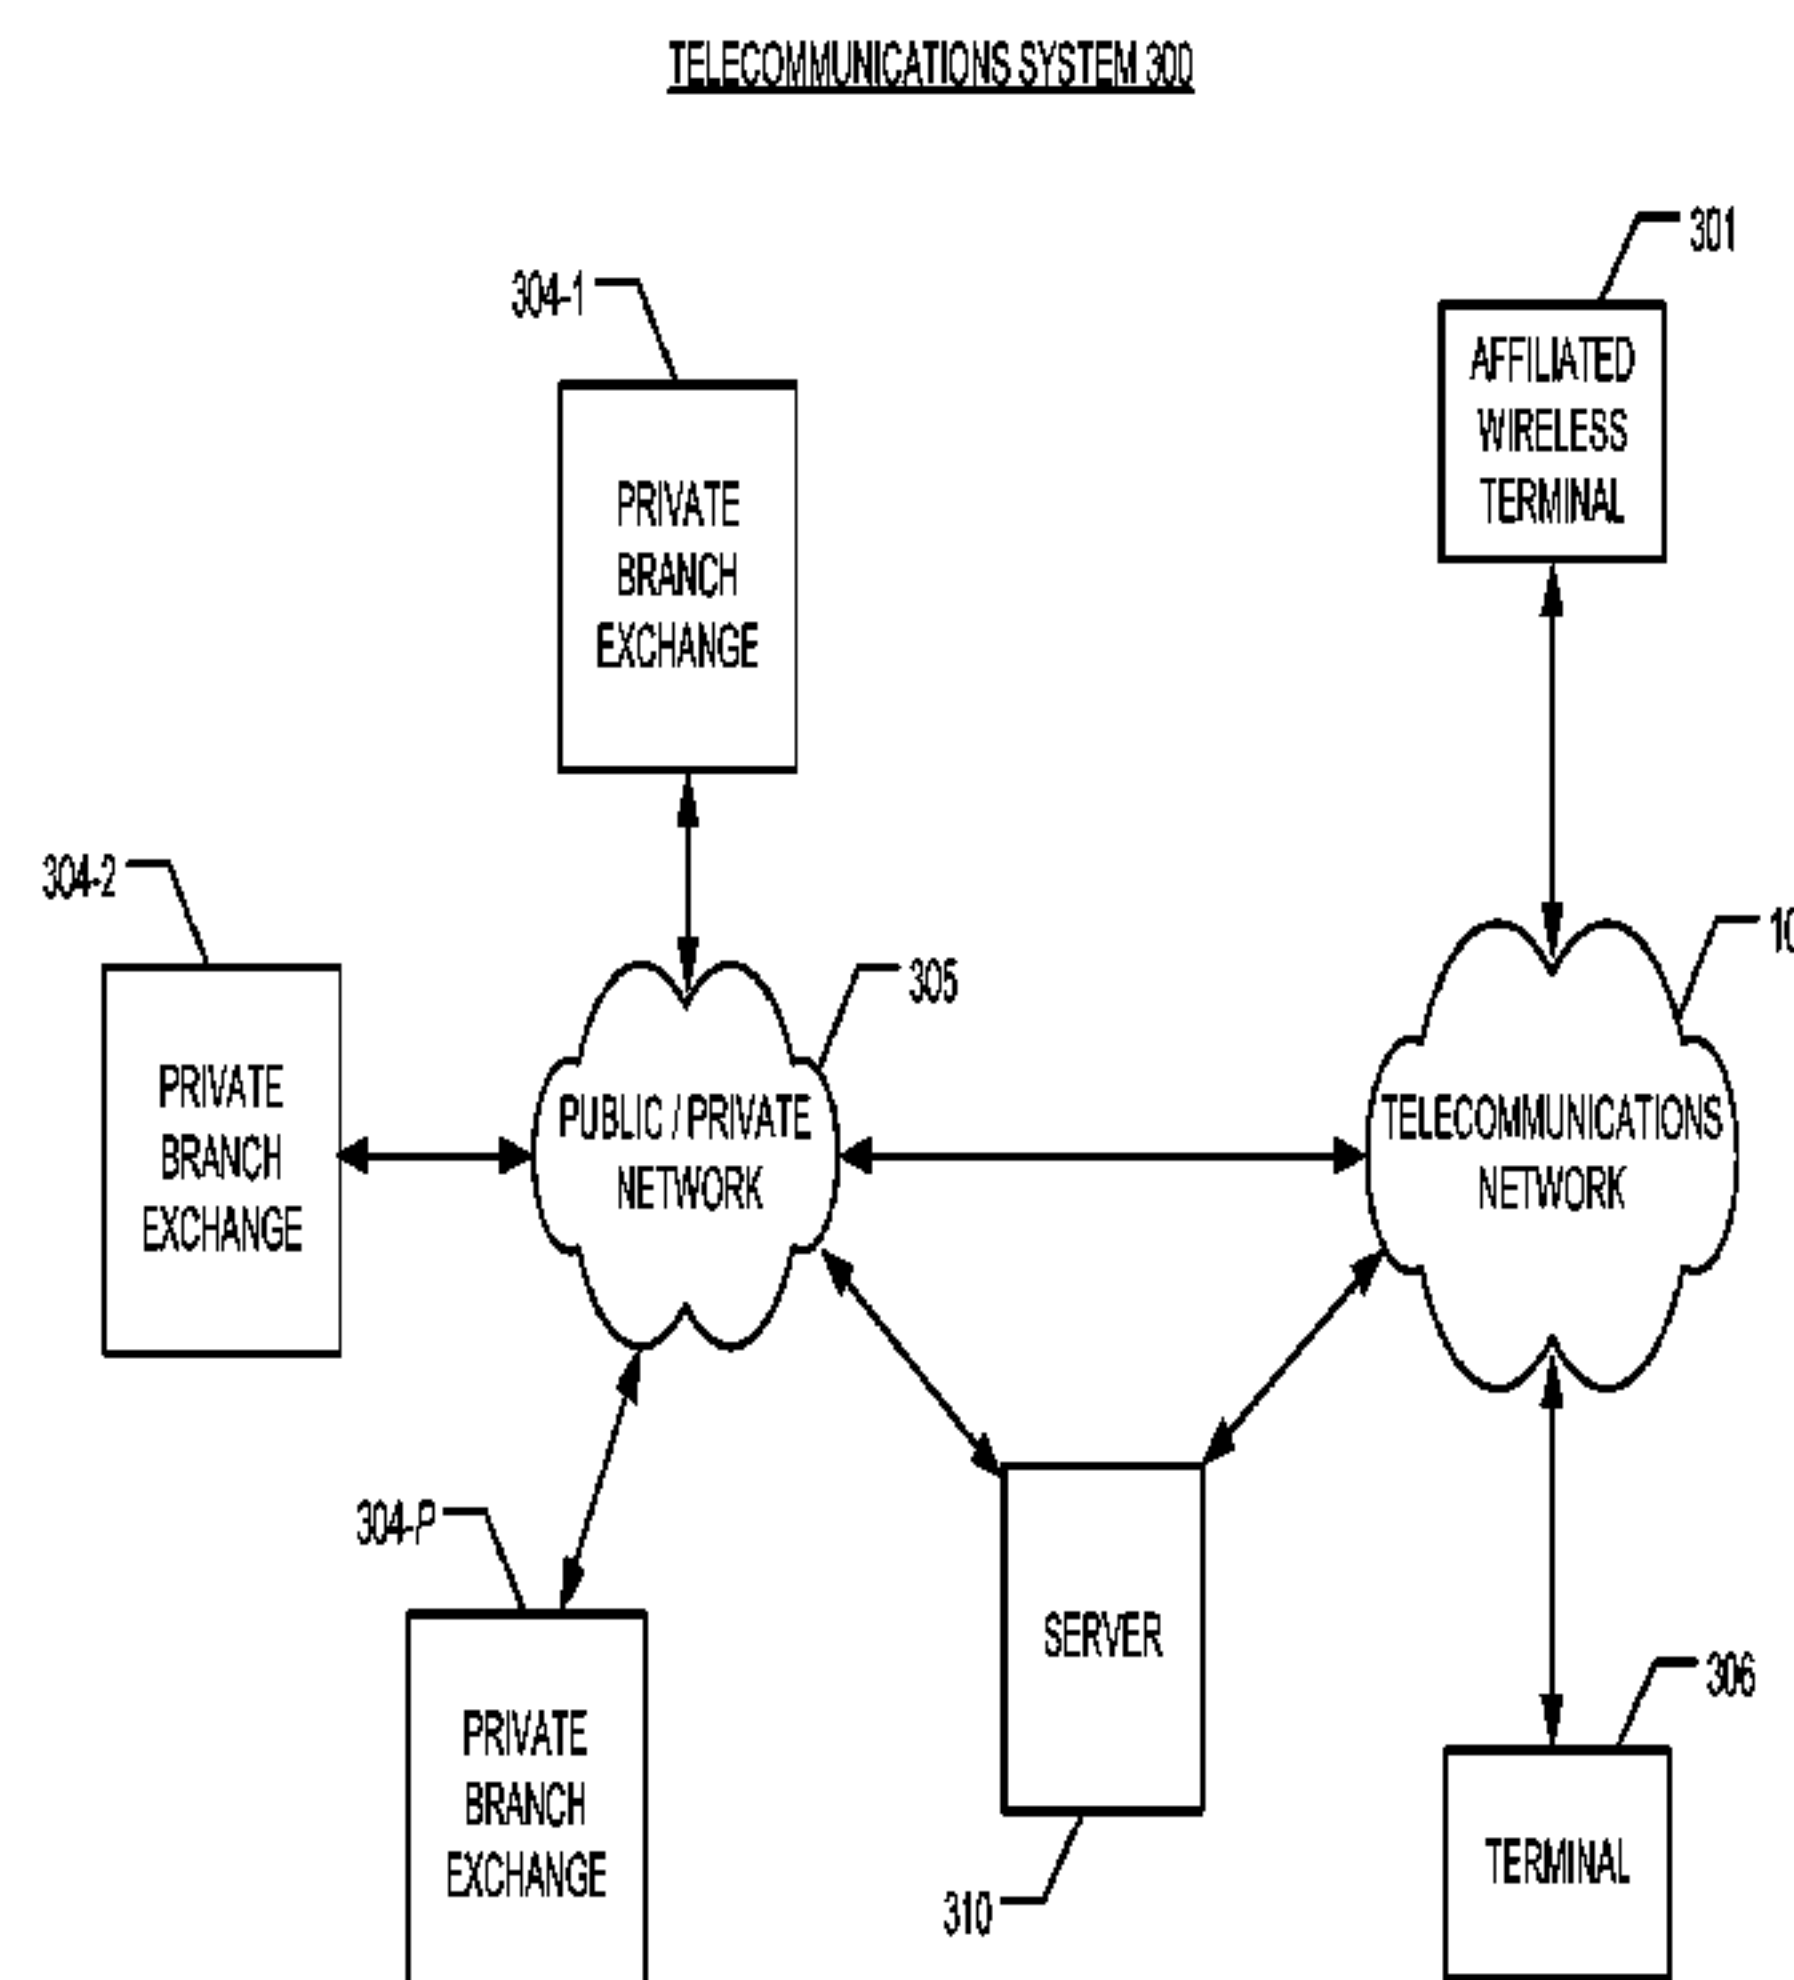 TELECOMMUNICATIONS SYSTEM 300
301
304-1
AFFILIATED
WIRELESS
TERMINAL
PRIVATE
BRANCH
EXCHANGE
304-2
305
PRIVATE
BRANCH
EXCHANGE
PUBLIC / PRIVATE
NETWORK
TELECOMMUNICATIONS
NETWORK
304-P
SERVER
306
PRIVATE
BRANCH
EXCHANGE
TERMINAL
310